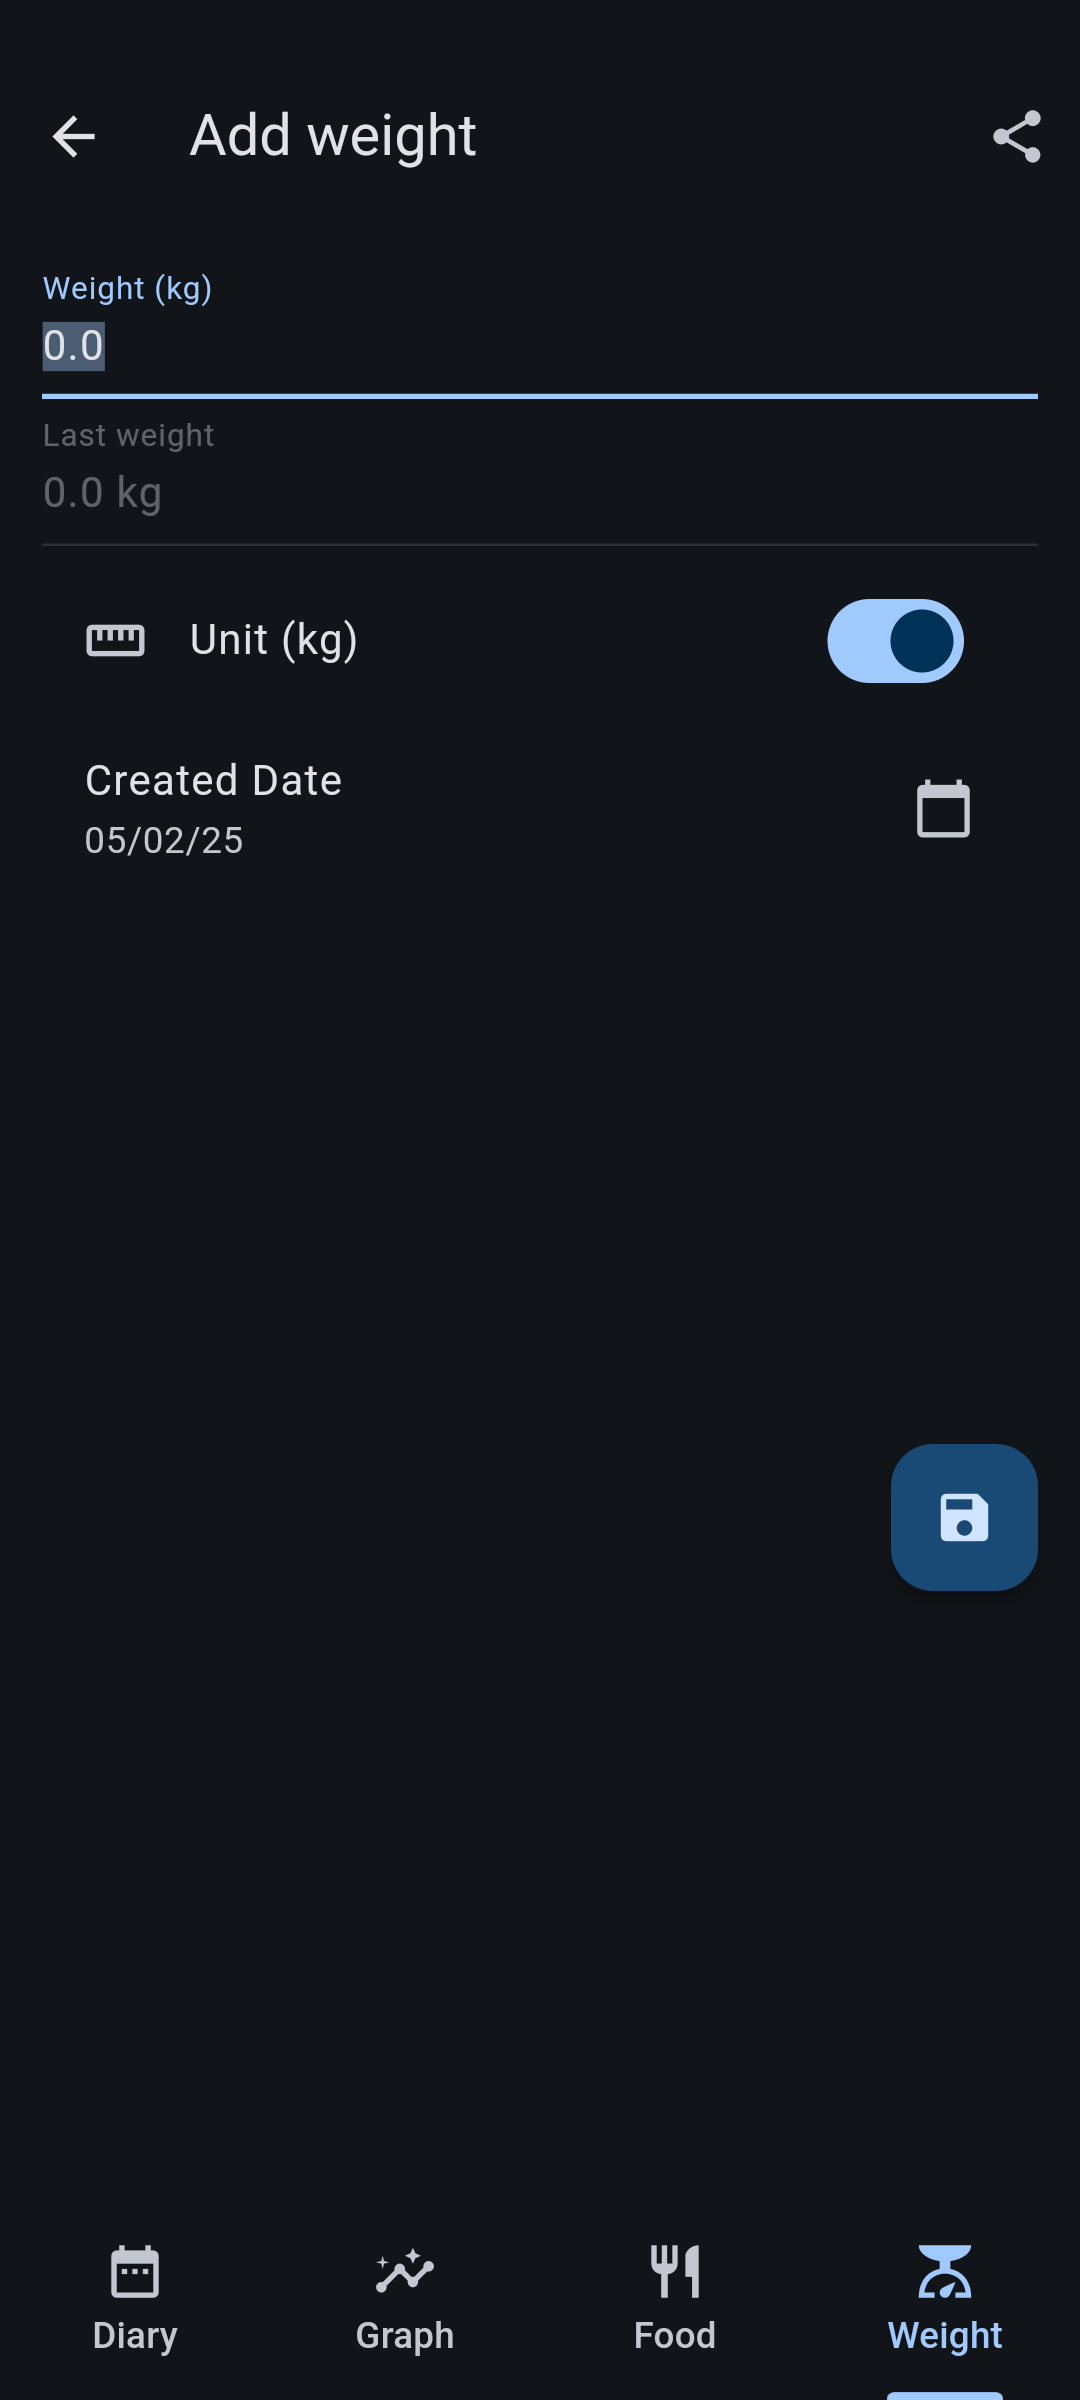 Add weight
Weight (kg)
0.0
Last weight
0.0 kg
Unit (kg)
Created Date
05/02/25
Diary
Graph
Food
Weight